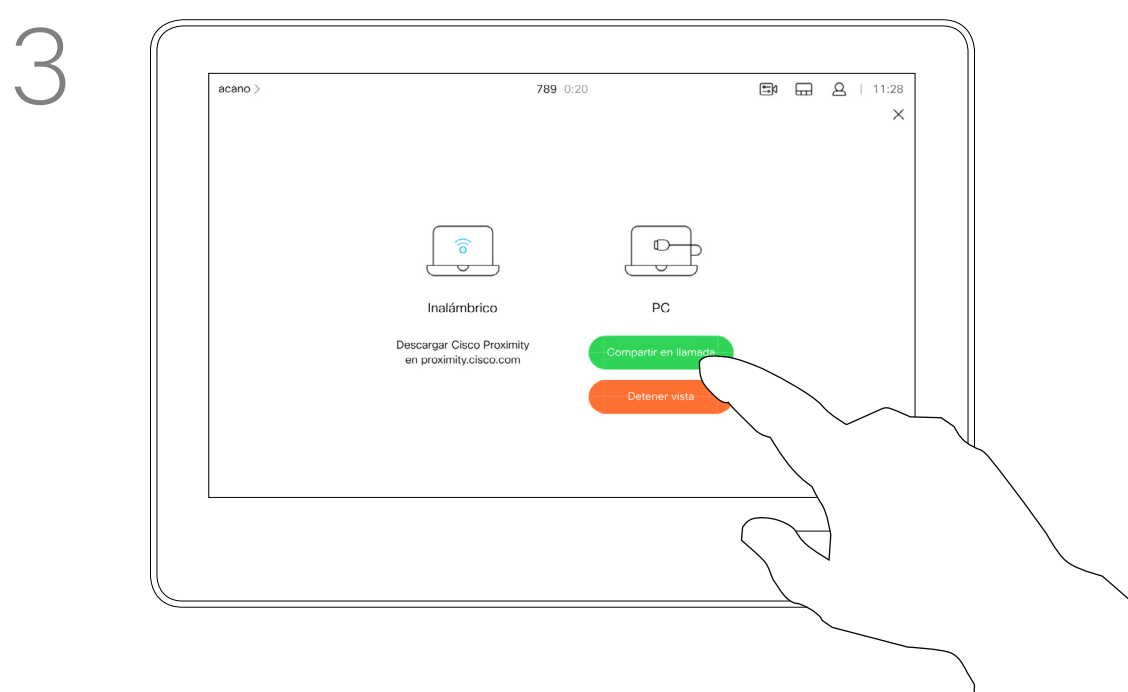 3
acano >
789 0:20
11:28
Inalámbrico
PC
Descargar Cisco Proximity
en proximity.cisco.com
Compartir en llamada
Detener vista